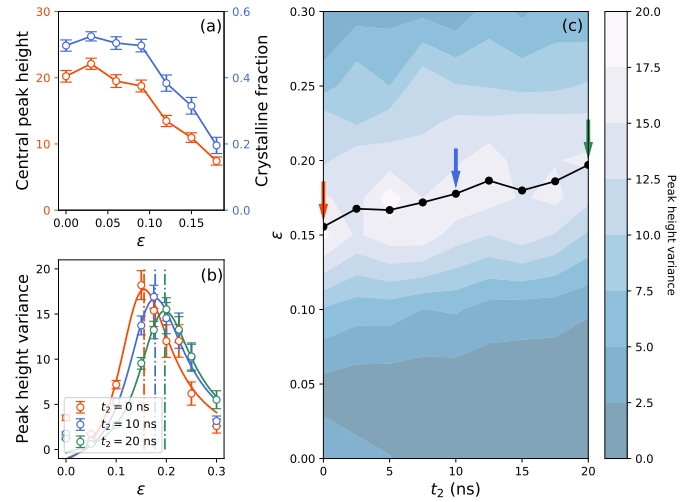 (a)
Central peak height
30
20
10
0
0.6
0.4
0.2
0.0
Crystalline fraction
0.00 0.05 0.10 0.15
ε
(b)
Peak height variance
20
15
10
5
0
t₂ = 0 ns
t₂ = 10 ns
t₂ = 20 ns
0.0 0.1 0.2 0.3
ε
(c)
ε
0.30
0.25
0.20
0.15
0.10
0.05
0.00
0 5 10 15 20
t₂ (ns)
20.0
17.5
15.0
12.5
10.0
7.5
5.0
2.5
0.0
Peak height variance